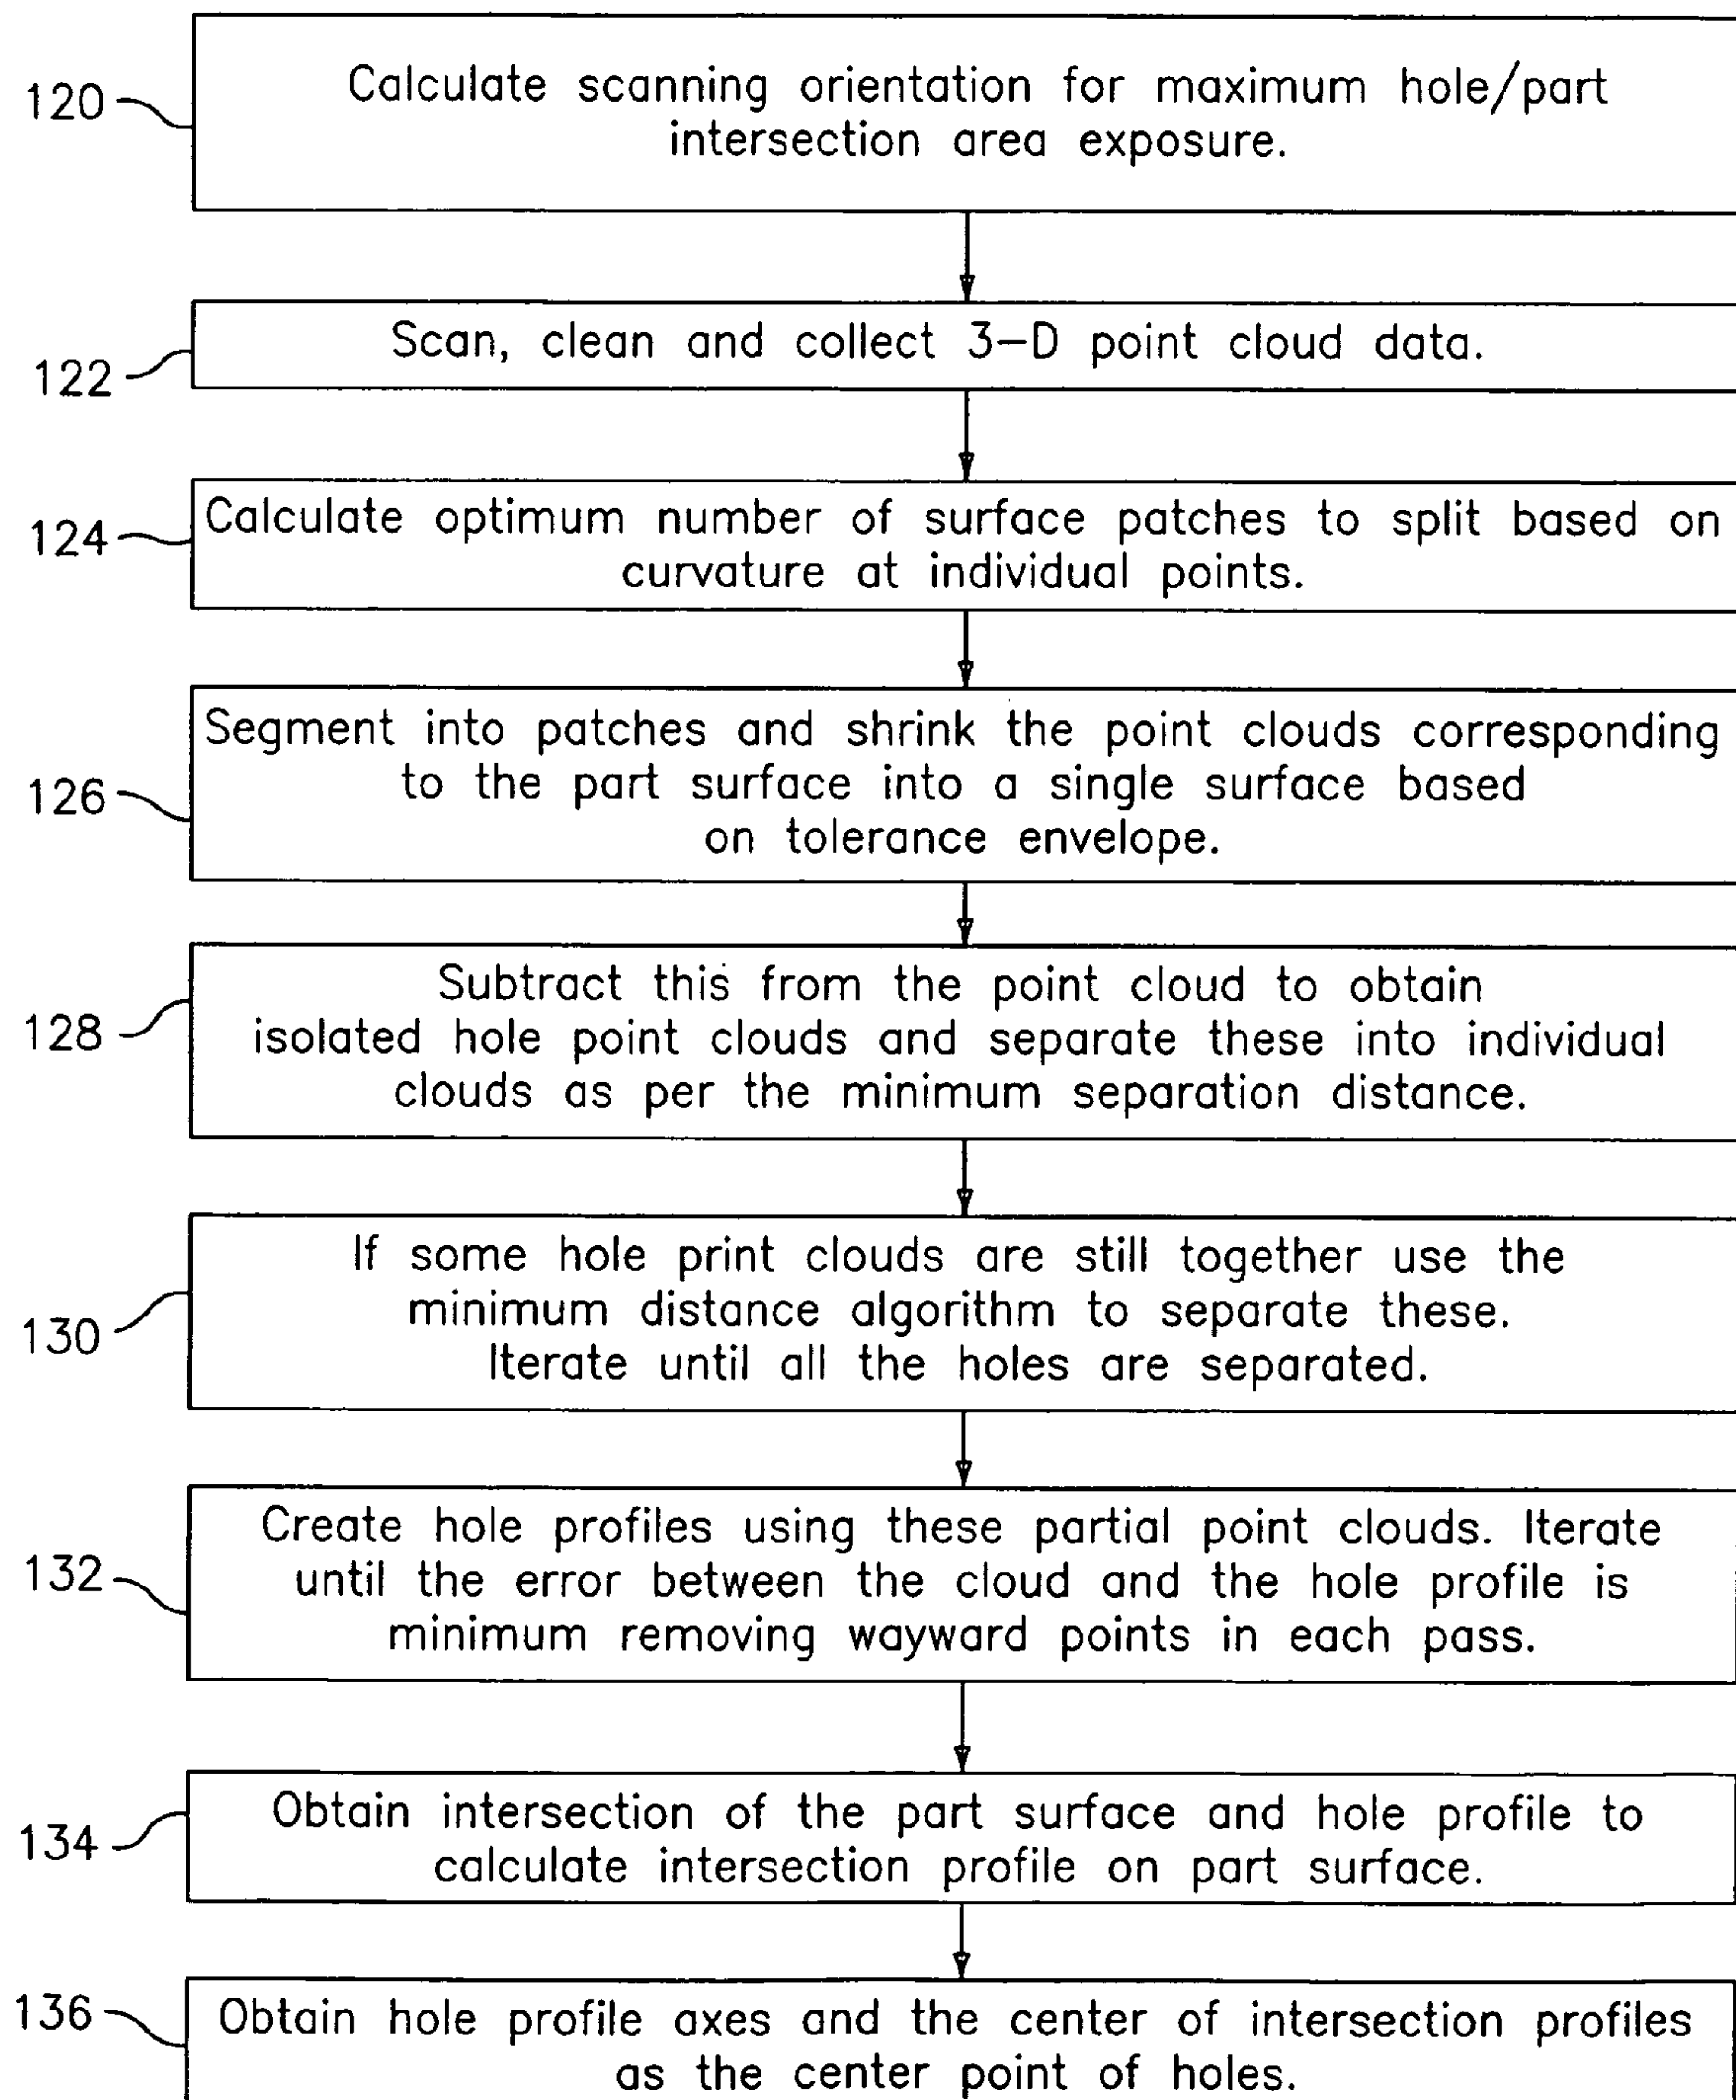 120
Calculate scanning orientation for maximum hole/part
intersection area exposure.
122
Scan, clean and collect 3-D point cloud data.
124
Calculate optimum number of surface patches to split based on
curvature at individual points.
126
Segment into patches and shrink the point clouds corresponding
to the part surface into a single surface based
on tolerance envelope.
128
Subtract this from the point cloud to obtain
isolated hole point clouds and separate these into individual
clouds as per the minimum separation distance.
130
If some hole print clouds are still together use the
minimum distance algorithm to separate these.
Iterate until all the holes are separated.
132
Create hole profiles using these partial point clouds. Iterate
until the error between the cloud and the hole profile is
minimum removing wayward points in each pass.
134
Obtain intersection of the part surface and hole profile to
calculate intersection profile on part surface.
136
Obtain hole profile axes and the center of intersection profiles
as the center point of holes.